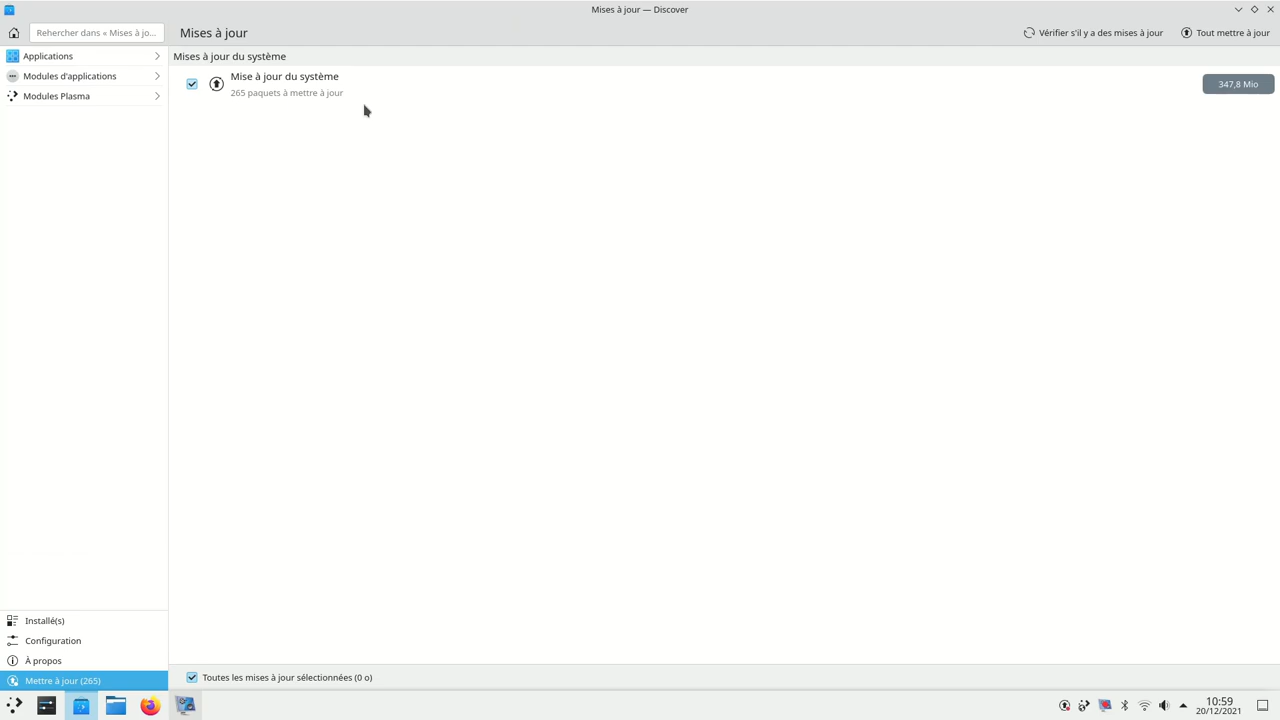 Mises à jour — Discover
Rehercher dans « Mises à jo...
Mises à jour
Vérifier s'il y a des mises à jour
Tout mettre à jour
Applications
Modules d'applications
Modules Plasma
Mises à jour du système
Mise à jour du système
265 paquets à mettre à jour
347,8 Mio
Installé(s)
Configuration
À propos
Mettre à jour (265)
Toutes les mises à jour sélectionnées (0 o)
10:59
20/12/2021